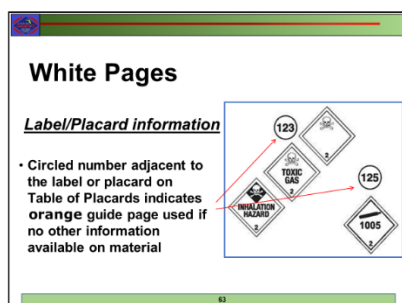 White Pages
Label/Placard information
• Circled number adjacent to
the label or placard on
Table of Placards indicates
orange guide page used if
no other information
available on material
123
2
TOXIC
GAS
2
INHALATION
HAZARD
2
125
1005
2
63